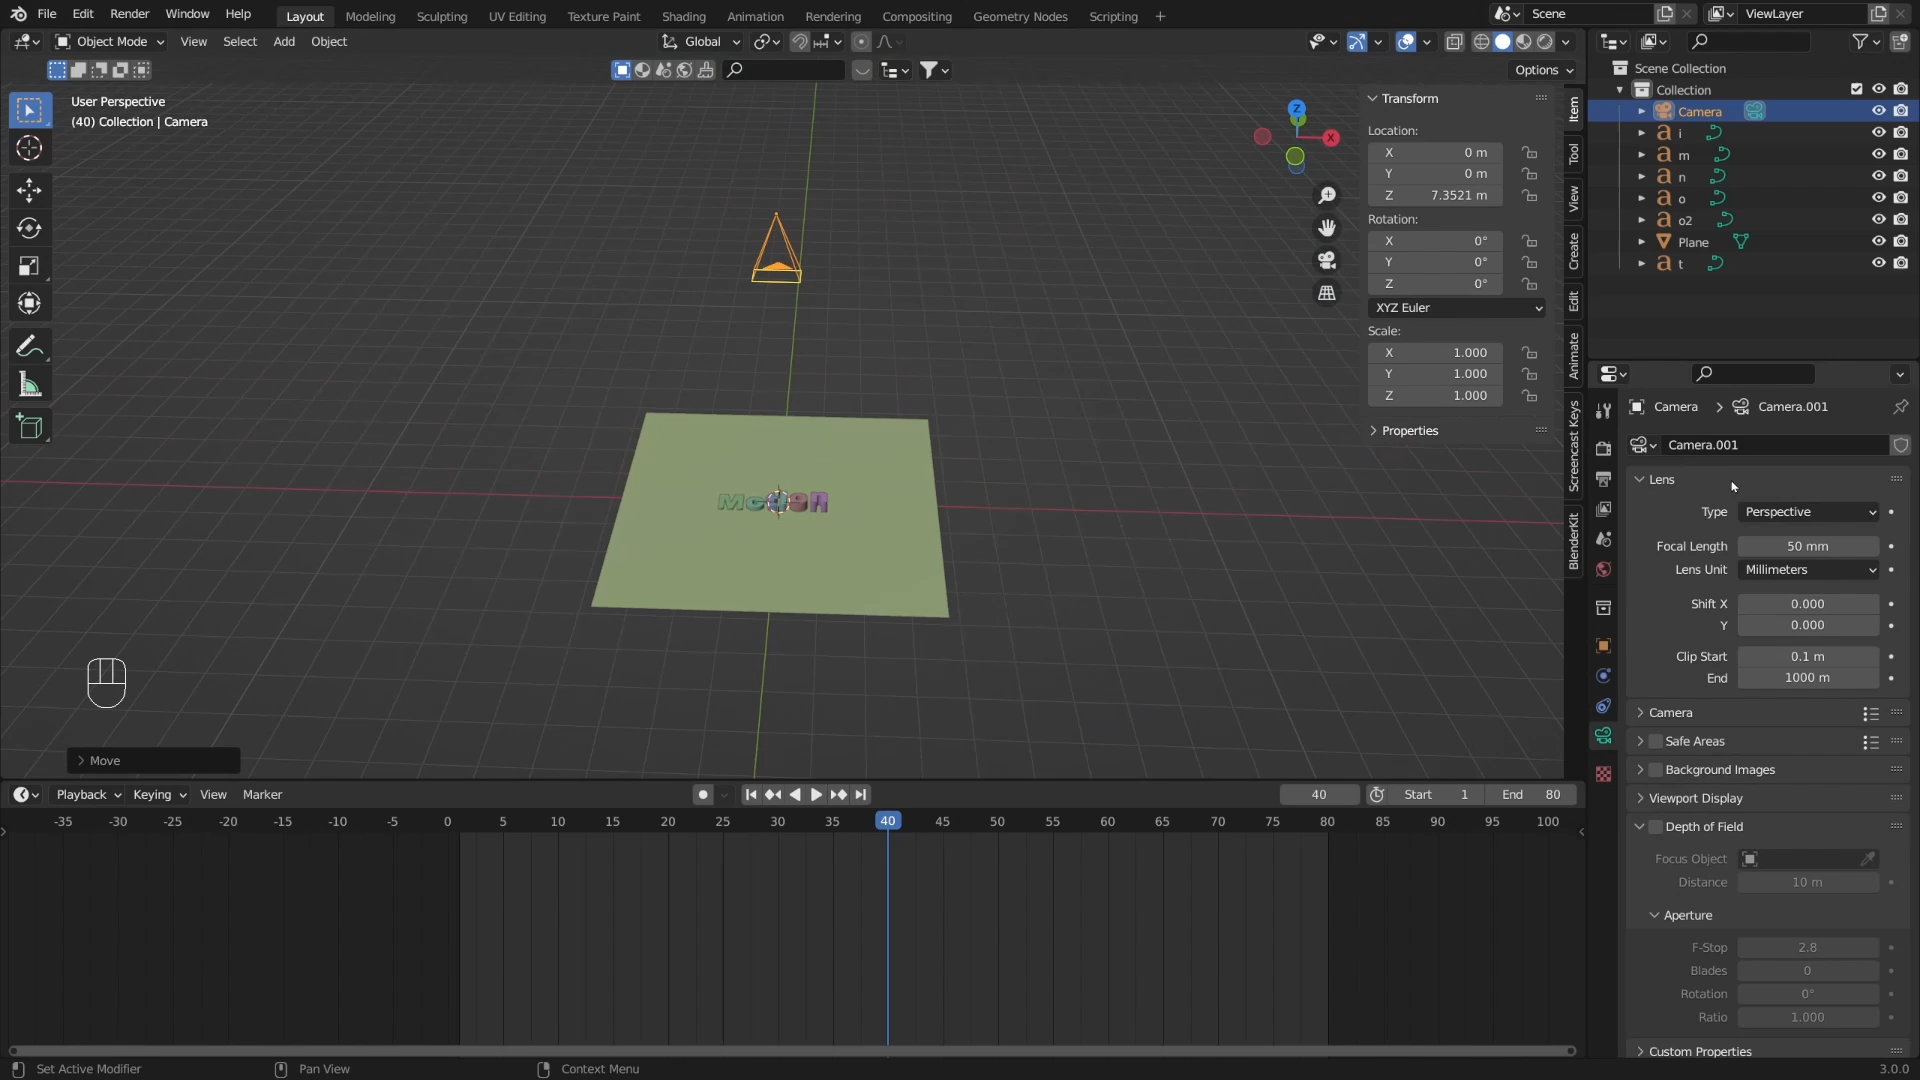 File Edit Render Window Help
Layout Modeling Sculpting UV Editing Texture Paint Shading Animation Rendering Compositing Geometry Nodes Scripting +
Scene
ViewLayer
Object Mode View Select Add Object
Global
Options
User Perspective
(40) Collection | Camera
Z
X
Move
Transform
Location:
X 0 m
Y 0 m
Z 7.3521 m
Rotation:
X 0°
Y 0°
Z 0°
XYZ Euler
Scale:
X 1.000
Y 1.000
Z 1.000
Properties
Item
Tool
View
Create
Edit
Animate
Screencast Keys
BlenderKit
Scene Collection
Collection
Camera
i
m
n
o
o2
Plane
t
Camera > Camera.001
Camera.001
Lens
Type Perspective
Focal Length 50 mm
Lens Unit Millimeters
Shift X 0.000
Y 0.000
Clip Start 0.1 m
End 1000 m
Camera
Safe Areas
Background Images
Viewport Display
Depth of Field
Focus Object
Distance 10 m
Aperture
F-Stop 2.8
Blades 0
Rotation 0°
Ratio 1.000
Custom Properties
Playback Keying View Marker
40 Start 1 End 80
-35 -30 -25 -20 -15 -10 -5 0 5 10 15 20 25 30 35 40 45 50 55 60 65 70 75 80 85 90 95 100
Set Active Modifier Pan View Context Menu 3.0.0